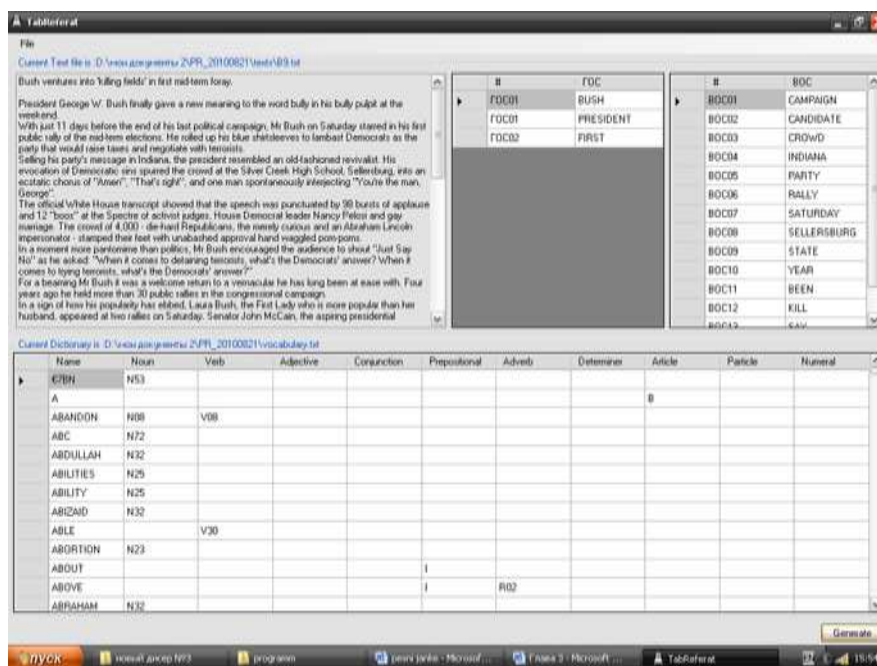 TabReferat
File
Current Text file is :D:\мои документы 2\PR_20100821\texts\89.txt
Bush ventures into 'killing fields' in first mid-term foray.
President George W. Bush finally gave a new meaning to the word bully in his bully pulpit at the
weekend.
With just 11 days before the end of his last political campaign, Mr Bush on Saturday starred in his first
public rally of the mid-term elections. He rolled up his blue shirtsleeves to lambast Democrats as the
party that would raise taxes and negotiate with terrorists.
Selling his party's message in Indiana, the president resembled an old-fashioned revivalist. His
evocation of Democratic sins spurred the crowd at the Silver Creek High School, Sellersburg, into an
ecstatic chorus of "Amen", "That's right", and one man spontaneously interjecting "You're the man,
George".
The official White House transcript showed that the speech was punctuated by 98 bursts of applause
and 12 "boos" at the Spectre of activist judges, House Democrat leader Nancy Pelosi and gay
marriage. The crowd of 4,000 - die-hard Republicans, the merely curious and an Abraham Lincoln
impersonator - stamped their feet with unabashed approval hand waggled pom-poms.
In a moment more pantomime than politics, Mr Bush encouraged the audience to shout "Just Say
No" as he asked: "When it comes to detaining terrorists, what's the Democrats' answer? When it
comes to trying terrorists, what's the Democrats' answer?"
For a beaming Mr Bush it was a welcome return to a vernacular he has long been at ease with. Four
years ago he held more than 30 public rallies in the congressional campaign.
In a sign of how his popularity has ebbed, Laura Bush, the First Lady who is more popular than her
husband, appeared at two rallies on Saturday. Senator John McCain, the aspiring presidential
# ГОС
ГОС01 BUSH
ГОС01 PRESIDENT
ГОС02 FIRST
# ВОС
ВОС01 CAMPAIGN
ВОС02 CANDIDATE
ВОС03 CROWD
ВОС04 INDIANA
ВОС05 PARTY
ВОС06 RALLY
ВОС07 SATURDAY
ВОС08 SELLERSBURG
ВОС09 STATE
ВОС10 YEAR
ВОС11 BEEN
ВОС12 KILL
ВОС13 SAY
Current Dictionary is :D:\мои документы 2\PR_20100821\vocabulary.txt
Name Noun Verb Adjective Conjunction Prepositional Adverb Determiner Article Particle Numeral
N53
A B
ABANDON N08 V08
ABC N72
ABDULLAH N32
ABILITIES N25
ABILITY N25
ABIZAID N32
ABLE V30
ABORTION N23
ABOUT I
ABOVE I R02
ABRAHAM N32
Generate
пуск новый дисер №3 programm Microsof... Глава 3 - Microsoft ... TabReferat